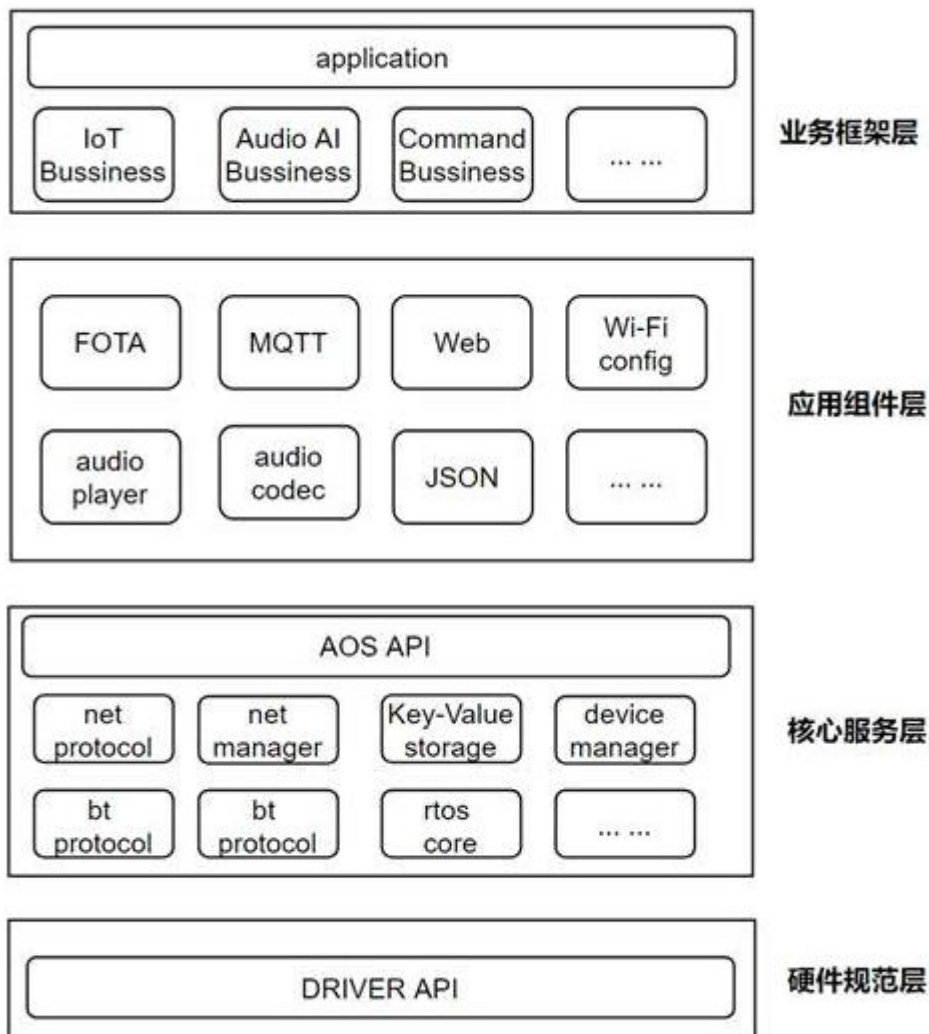 application
IoT
Bussiness
Audio AI
Bussiness
Command
Bussiness
... ...
业务框架层
FOTA
MQTT
Web
Wi-Fi
config
audio
player
audio
codec
JSON
... ...
应用组件层
AOS API
net
protocol
net
manager
Key-Value
storage
device
manager
bt
protocol
bt
protocol
rtos
core
... ...
核心服务层
DRIVER API
硬件规范层